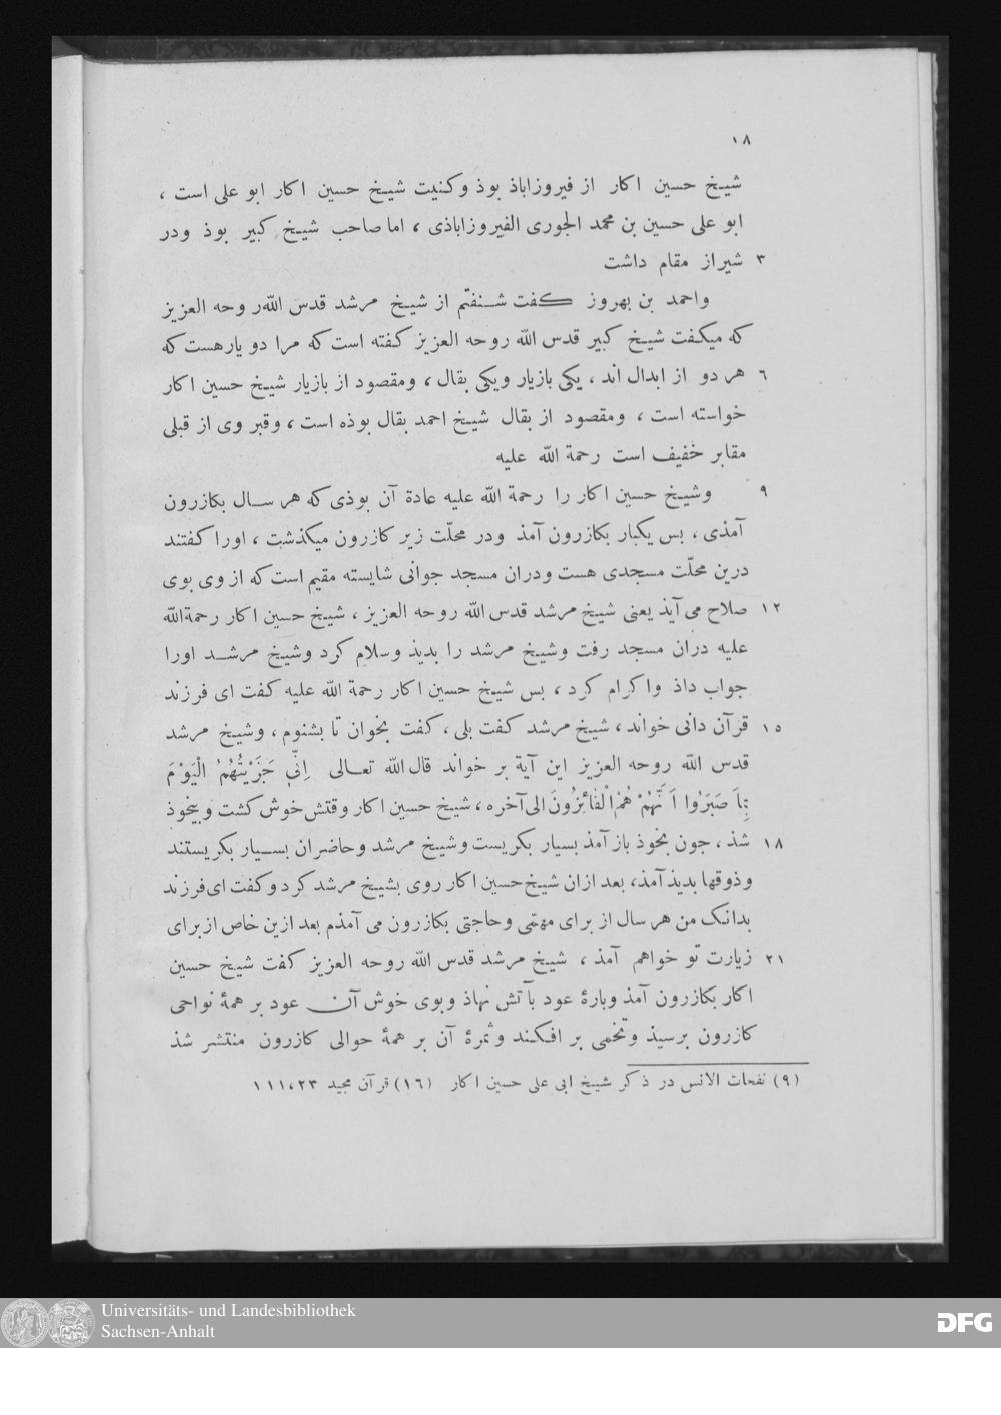 ١٨
شیخ حسین اکار از فیروزاباذ بوذ وکنیت شیخ حسین اکار ابو علی است ،
ابو علی حسین بن محمد الجوری الفیروزاباذی ، اما صاحب شیخ کبیر بوذ ودر
٣ شیراز مقام داشت
واحمد بن بهروز کفت شنفتم از شیخ مرشد قدس الله روحه العزیز
که میکفت شیخ کبیر قدس الله روحه العزیز کفته است که مرا دو یار هست که
٦ هر دو از ابدال اند ، یکی بازیار ویکی بقال ، ومقصود از بازیار شیخ حسین اکار
خواسته است ، ومقصود از بقال شیخ احمد بقال بوذه است ، وقبر وی از قبلی
مقابر خفیف است رحمة الله علیه
٩ وشیخ حسین اکار را رحمة الله علیه عادة آن بوذی که هر سال بکازرون
آمذی ، بس یکبار بکازرون آمذ ودر محلّت زیر کازرون میکذشت ، اورا کفتند
درین محلّت مسجدی هست ودران مسجد جوانی شایسته مقیم است که از وی بوی
١٢ صلاح می آیذ یعنی شیخ مرشد قدس الله روحه العزیز ، شیخ حسین اکار رحمة الله
علیه دران مسجد رفت وشیخ مرشد را بدیذ وسلام کرد وشیخ مرشد اورا
جواب داذ واکرام کرد ، بس شیخ حسین اکار رحمة الله علیه کفت ای فرزند
١٥ قرآن دانی خواند ، شیخ مرشد کفت بلی ، کفت بخوان تا بشنوم ، وشیخ مرشد
قدس الله روحه العزیز این آیة بر خواند قال الله تعالی اِنِّی جَزَیْتُهُمُ الْیَوْمَ
بِمَا صَبَرُوا اَنَّهُمْ هُمُ الْفَائِزُونَ الی آخره ، شیخ حسین اکار وقتش خوش کشت وبیخوذ
١٨ شذ ، جون بخوذ باز آمذ بسیار بکریست وشیخ مرشد وحاضران بسیار بکریستند
وذوقها بدیذ آمذ ، بعد ازان شیخ حسین اکار روی بشیخ مرشد کرد وکفت ای فرزند
بدانک من هر سال از برای مهمّی وحاجتی بکازرون می آمذم بعد ازین خاص از برای
٢١ زیارت تو خواهم آمذ ، شیخ مرشد قدس الله روحه العزیز کفت شیخ حسین
اکار بکازرون آمذ وبارهٔ عود بآتش نهاذ وبوی خوش آن عود بر همهٔ نواحی
کازرون برسیذ وتخمی بر افکند وثمرهٔ آن بر همهٔ حوالی کازرون منتشر شذ
(٩) نفحات الانس در ذکر شیخ ابی علی حسین اکار (١٦) قرآن مجید ١١١،٢٣
Universitäts- und Landesbibliothek
Sachsen-Anhalt
DFG